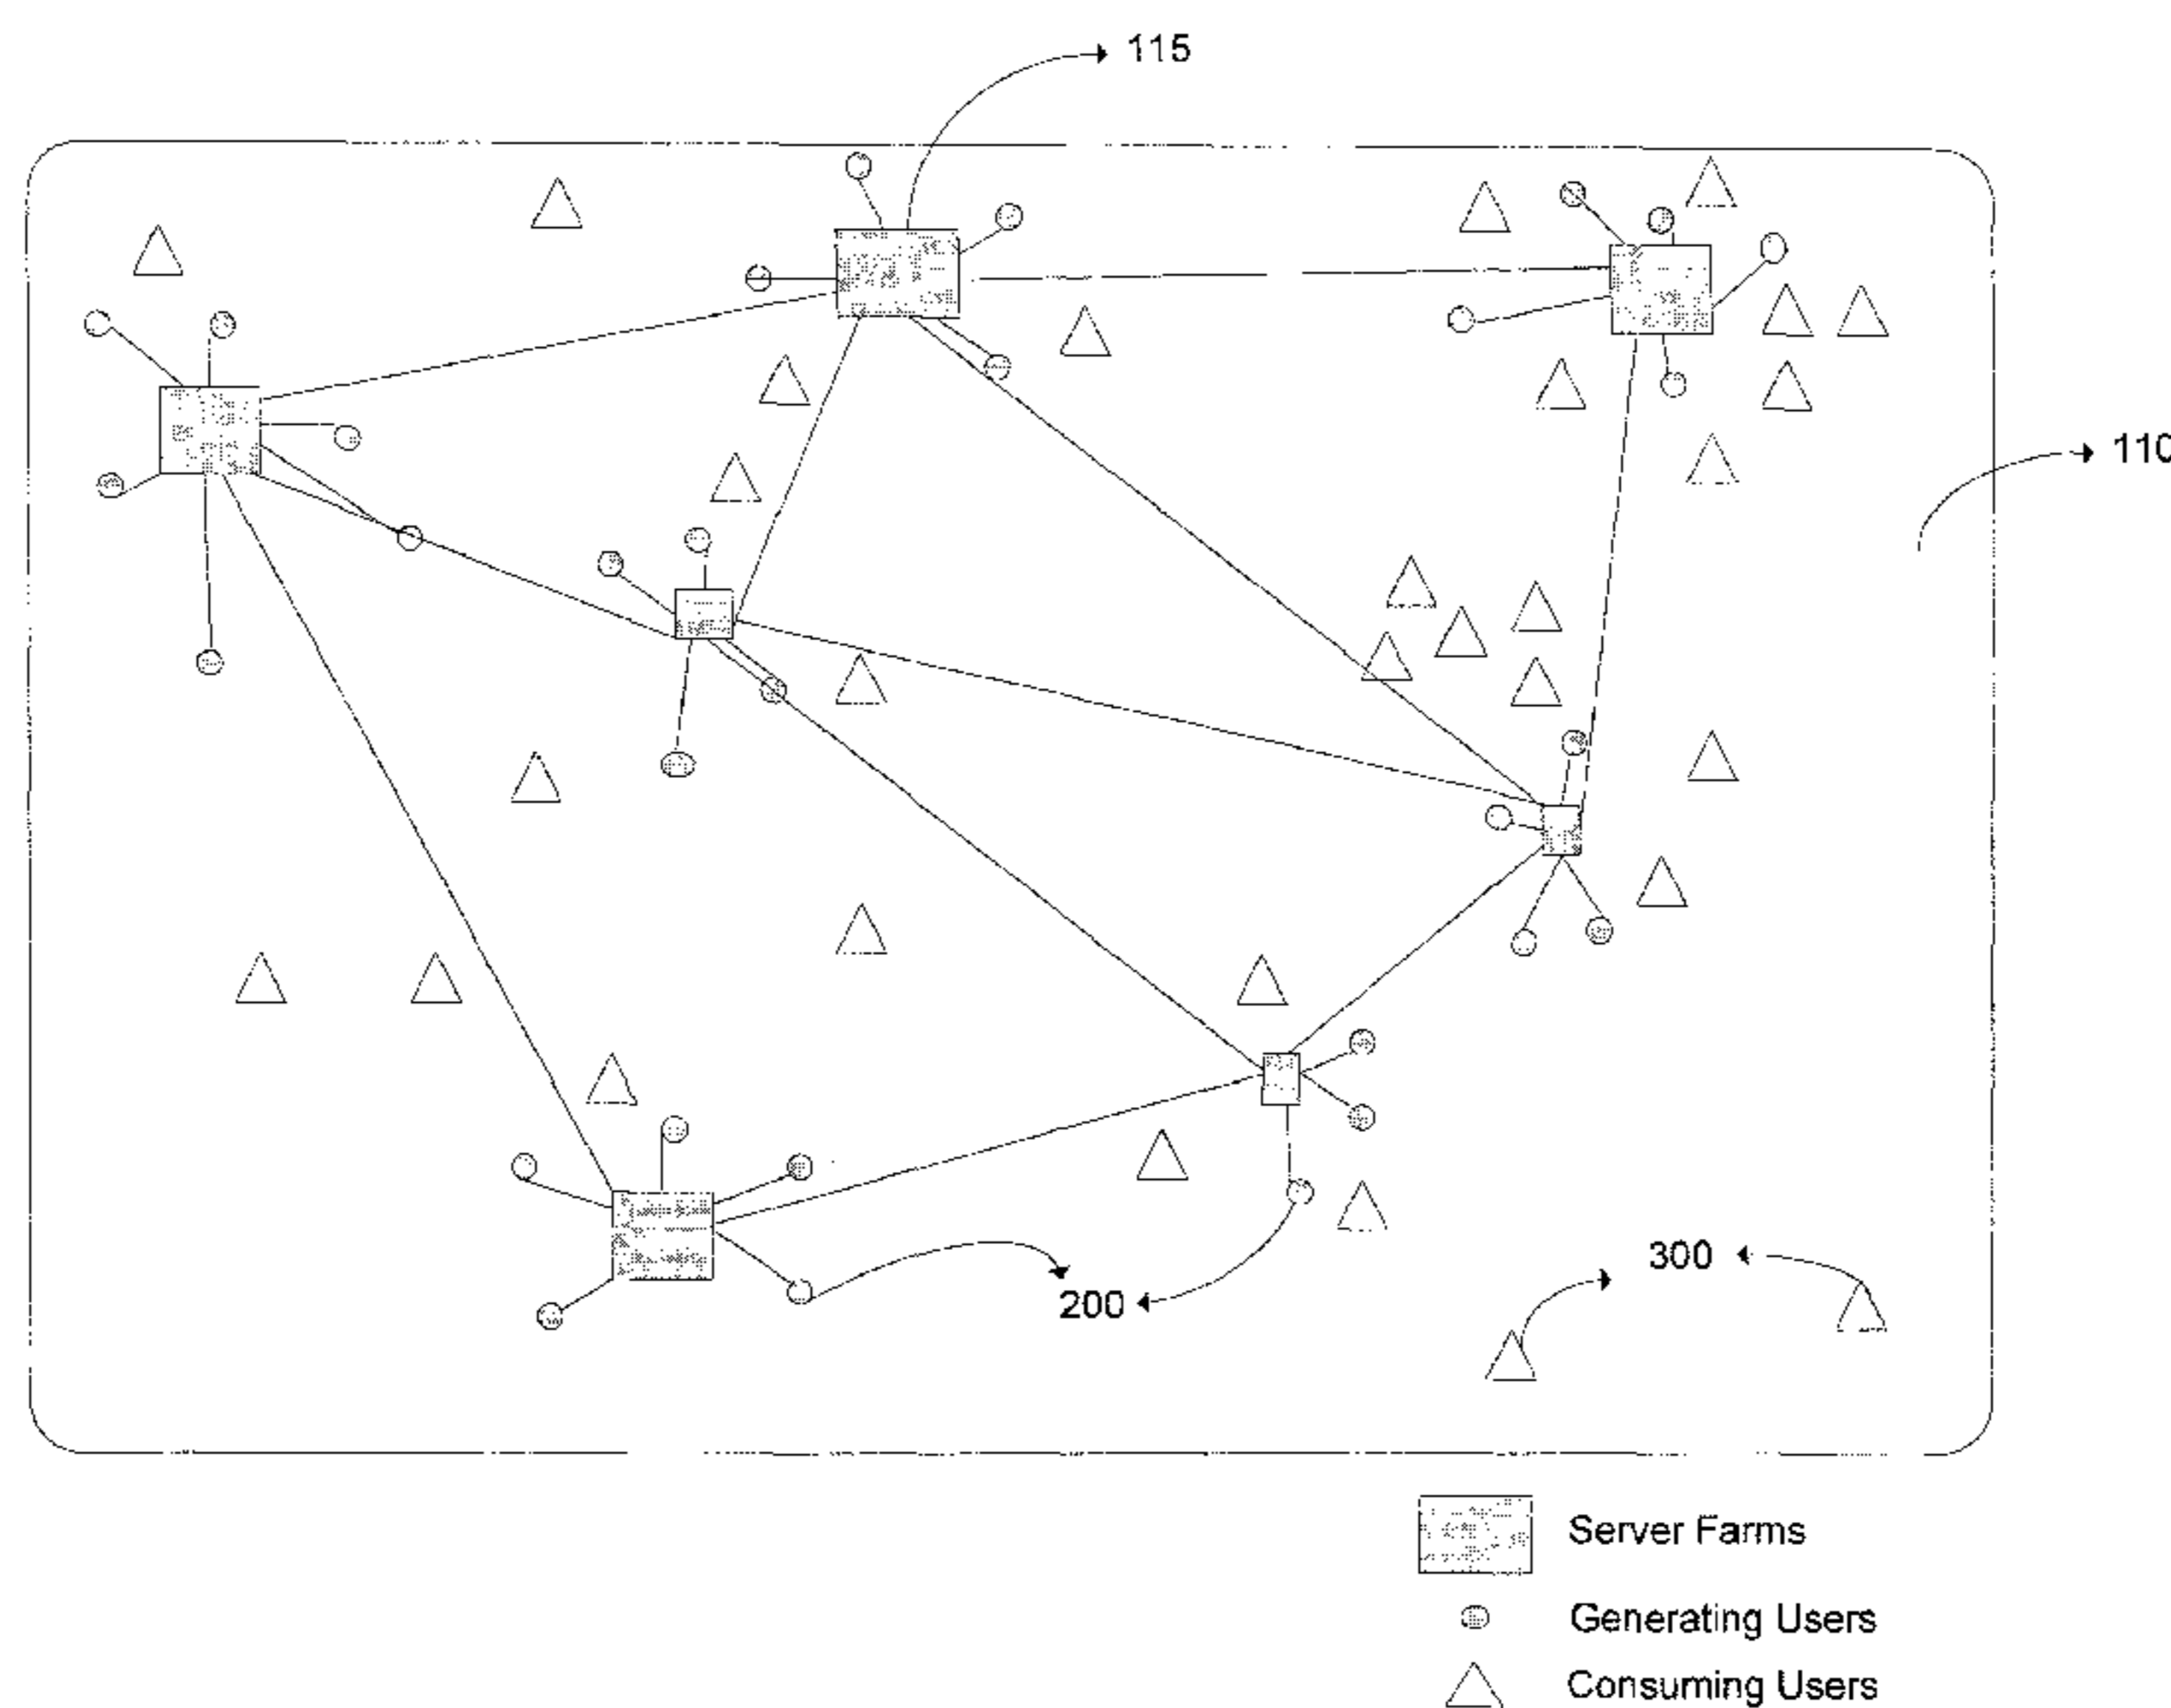 115
110
300
200
Server Farms
Generating Users
Consuming Users